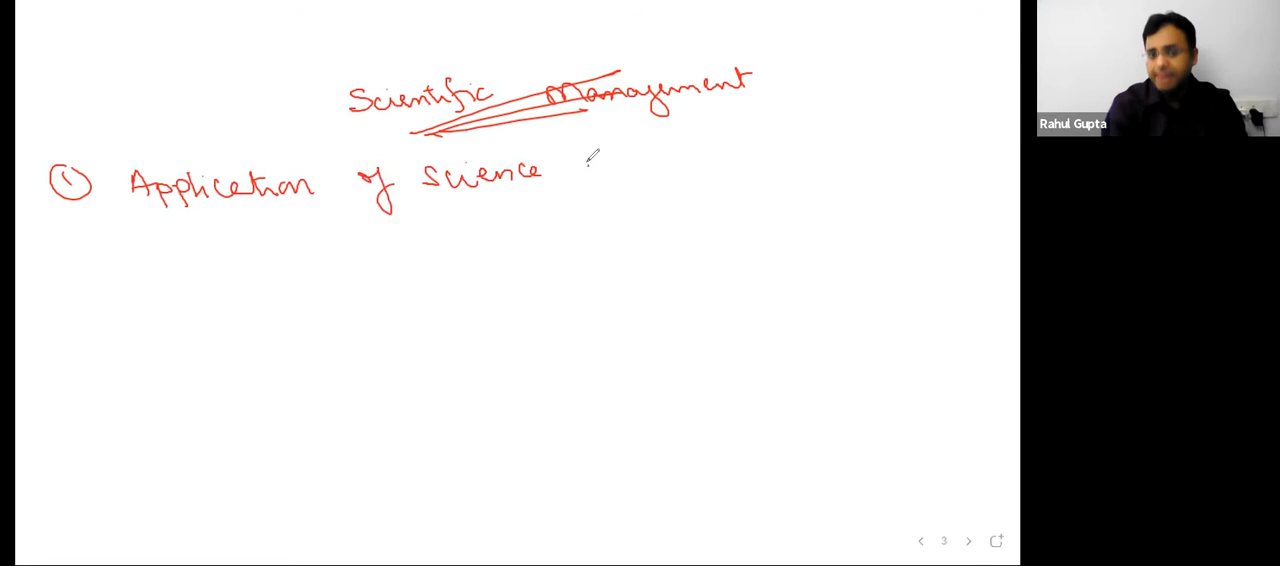 Scientific Management
① Application of Science
Rahul Gupta
3